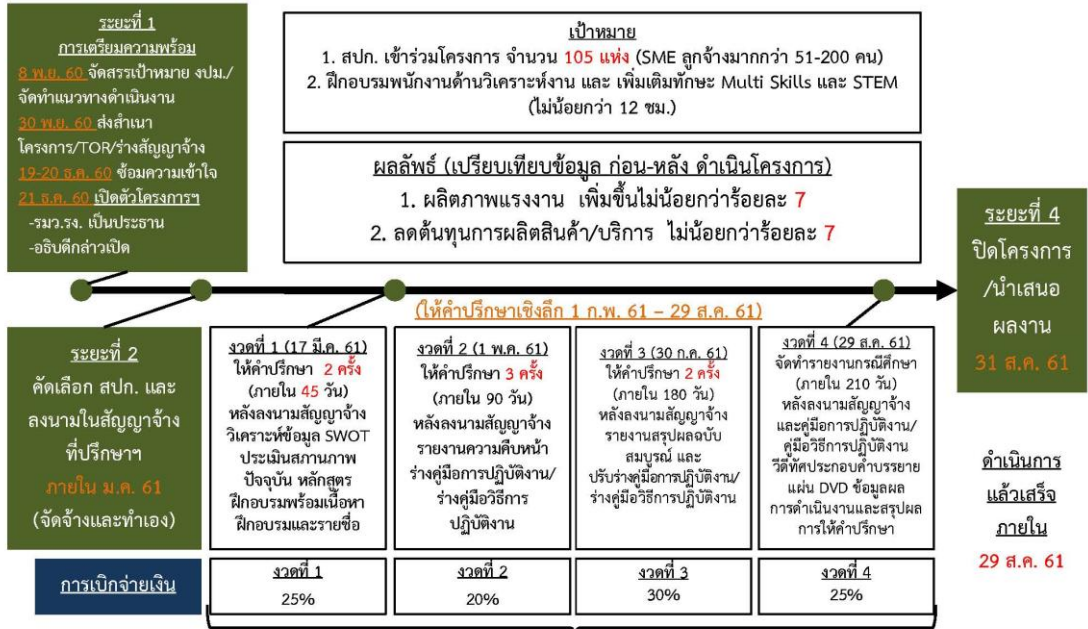 ระยะที่ 1
การเตรียมความพร้อม
8 พ.ย. 60 จัดสรรเป้าหมาย งปม./
จัดทำแนวทางดำเนินงาน
30 พ.ย. 60 ส่งสำเนา
โครงการ/TOR/ร่างสัญญาจ้าง
19-20 ธ.ค. 60 ซ้อมความเข้าใจ
21 ธ.ค. 60 เปิดตัวโครงการฯ
-รมว.รง. เป็นประธาน
-อธิบดีกล่าวเปิด
เป้าหมาย
1. สปก. เข้าร่วมโครงการ จำนวน 105 แห่ง (SME ลูกจ้างมากกว่า 51-200 คน)
2. ฝึกอบรมพนักงานด้านวิเคราะห์งาน และ เพิ่มเติมทักษะ Multi Skills และ STEM
(ไม่น้อยกว่า 12 ชม.)
ผลลัพธ์ (เปรียบเทียบข้อมูล ก่อน-หลัง ดำเนินโครงการ)
1. ผลิตภาพแรงงาน เพิ่มขึ้นไม่น้อยกว่าร้อยละ 7
2. ลดต้นทุนการผลิตสินค้า/บริการ ไม่น้อยกว่าร้อยละ 7
ระยะที่ 4
ปิดโครงการ
/นำเสนอ
ผลงาน
31 ส.ค. 61
(ให้คำปรึกษาเชิงลึก 1 ก.พ. 61 – 29 ส.ค. 61)
ระยะที่ 2
คัดเลือก สปก. และ
ลงนามในสัญญาจ้าง
ที่ปรึกษาฯ
ภายใน ม.ค. 61
(จัดจ้างและทำเอง)
งวดที่ 1 (17 มี.ค. 61)
ให้คำปรึกษา 2 ครั้ง
(ภายใน 45 วัน)
หลังลงนามสัญญาจ้าง
วิเคราะห์ข้อมูล SWOT
ประเมินสถานภาพ
ปัจจุบัน หลักสูตร
ฝึกอบรมพร้อมเนื้อหา
ฝึกอบรมและรายชื่อ
งวดที่ 2 (1 พ.ค. 61)
ให้คำปรึกษา 3 ครั้ง
(ภายใน 90 วัน)
หลังลงนามสัญญาจ้าง
รายงานความคืบหน้า
ร่างคู่มือการปฏิบัติงาน/
ร่างคู่มือวิธีการ
ปฏิบัติงาน
งวดที่ 3 (30 ก.ค. 61)
ให้คำปรึกษา 2 ครั้ง
(ภายใน 180 วัน)
หลังลงนามสัญญาจ้าง
รายงานสรุปผลฉบับ
สมบูรณ์ และ
ปรับร่างคู่มือการปฏิบัติงาน/
ร่างคู่มือวิธีการปฏิบัติงาน
งวดที่ 4 (29 ส.ค. 61)
จัดทำรายงานกรณีศึกษา
(ภายใน 210 วัน)
หลังลงนามสัญญาจ้าง
และคู่มือการปฏิบัติงาน/
คู่มือวิธีการปฏิบัติงาน
วีดีทัศประกอบคำบรรยาย
แผ่น DVD ข้อมูลผล
การดำเนินงานและสรุปผล
การให้คำปรึกษา
ดำเนินการ
แล้วเสร็จ
ภายใน
29 ส.ค. 61
การเบิกจ่ายเงิน
งวดที่ 1
25%
งวดที่ 2
20%
งวดที่ 3
30%
งวดที่ 4
25%